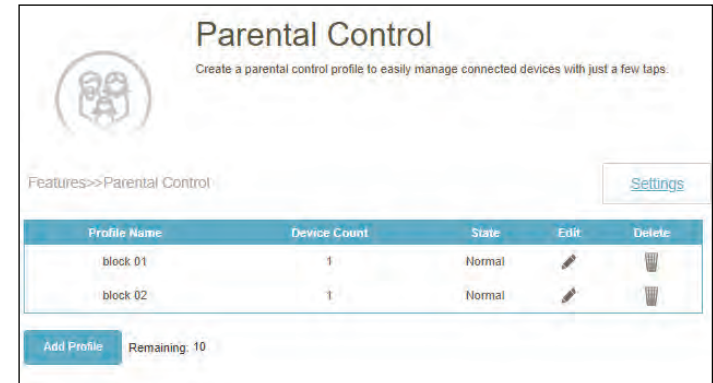 Parental Control
Create a parental control profile to easily manage connected devices with just a few taps.
Features>>Parental Control
Settings
Profile Name Device Count State Edit Delete
block 01 1 Normal
block 02 1 Normal
Add Profile Remaining: 10